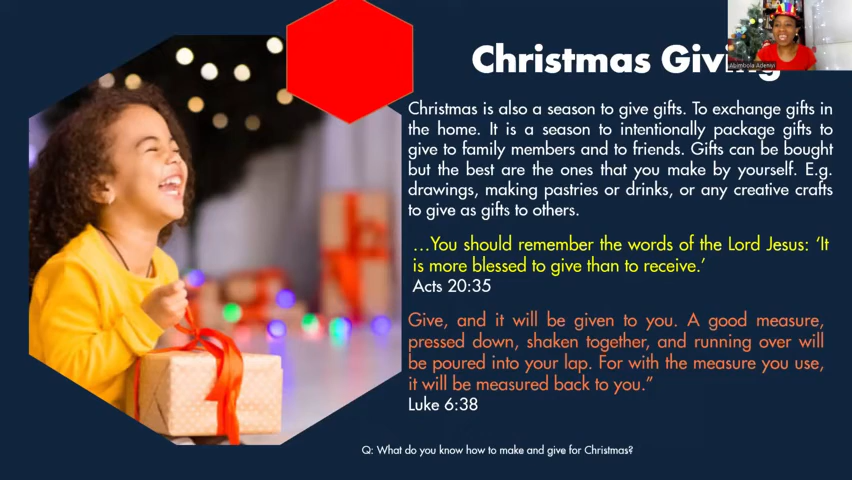 Christmas Giving
Abimbola Adeniyi
Christmas is also a season to give gifts. To exchange gifts in
the home. It is a season to intentionally package gifts to
give to family members and to friends. Gifts can be bought
but the best are the ones that you make by yourself. E.g.
drawings, making pastries or drinks, or any creative crafts
to give as gifts to others.
…You should remember the words of the Lord Jesus: ‘It
is more blessed to give than to receive.’
Acts 20:35
Give, and it will be given to you. A good measure,
pressed down, shaken together, and running over will
be poured into your lap. For with the measure you use,
it will be measured back to you.”
Luke 6:38
Q: What do you know how to make and give for Christmas?